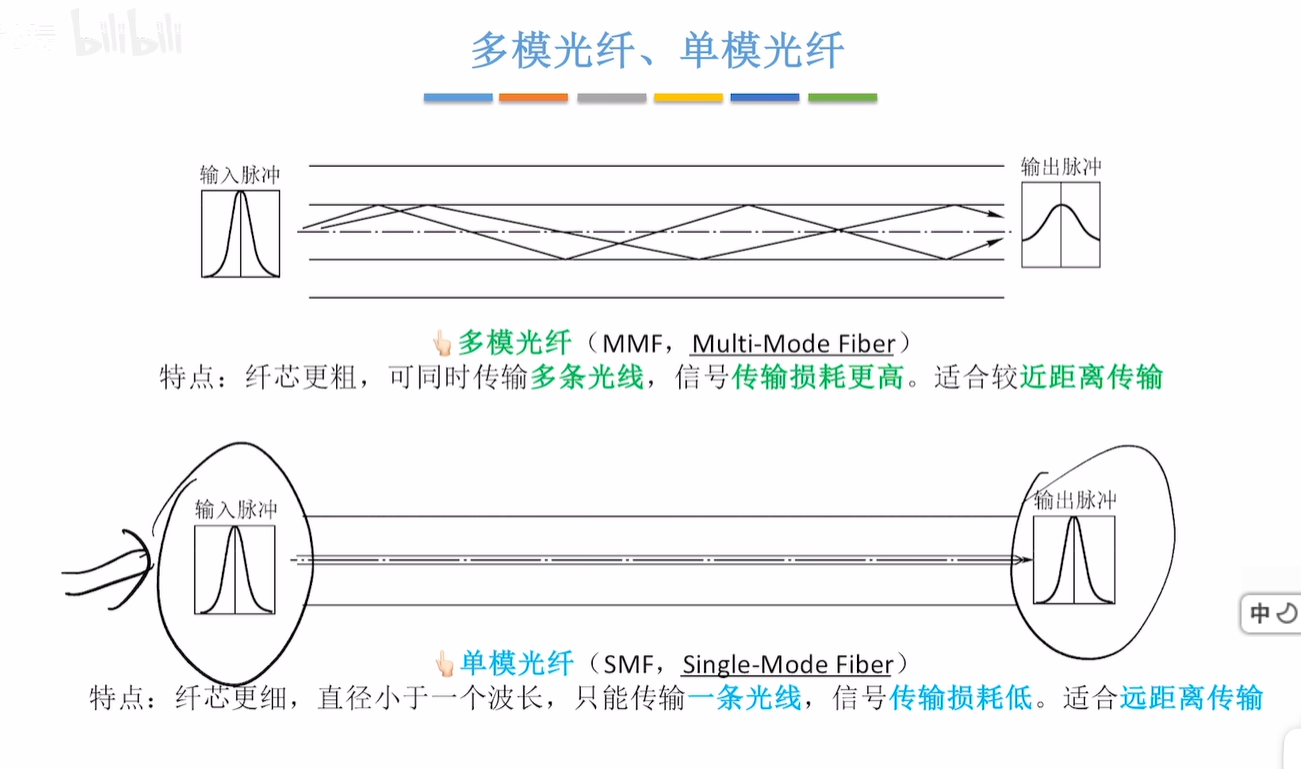 bilibili
多模光纤、单模光纤
输入脉冲
输出脉冲
👆🏻多模光纤（MMF，Multi-Mode Fiber）
特点：纤芯更粗，可同时传输多条光线，信号传输损耗更高。适合较近距离传输
输入脉冲
输出脉冲
👆🏻单模光纤（SMF，Single-Mode Fiber）
特点：纤芯更细，直径小于一个波长，只能传输一条光线，信号传输损耗低。适合远距离传输
中